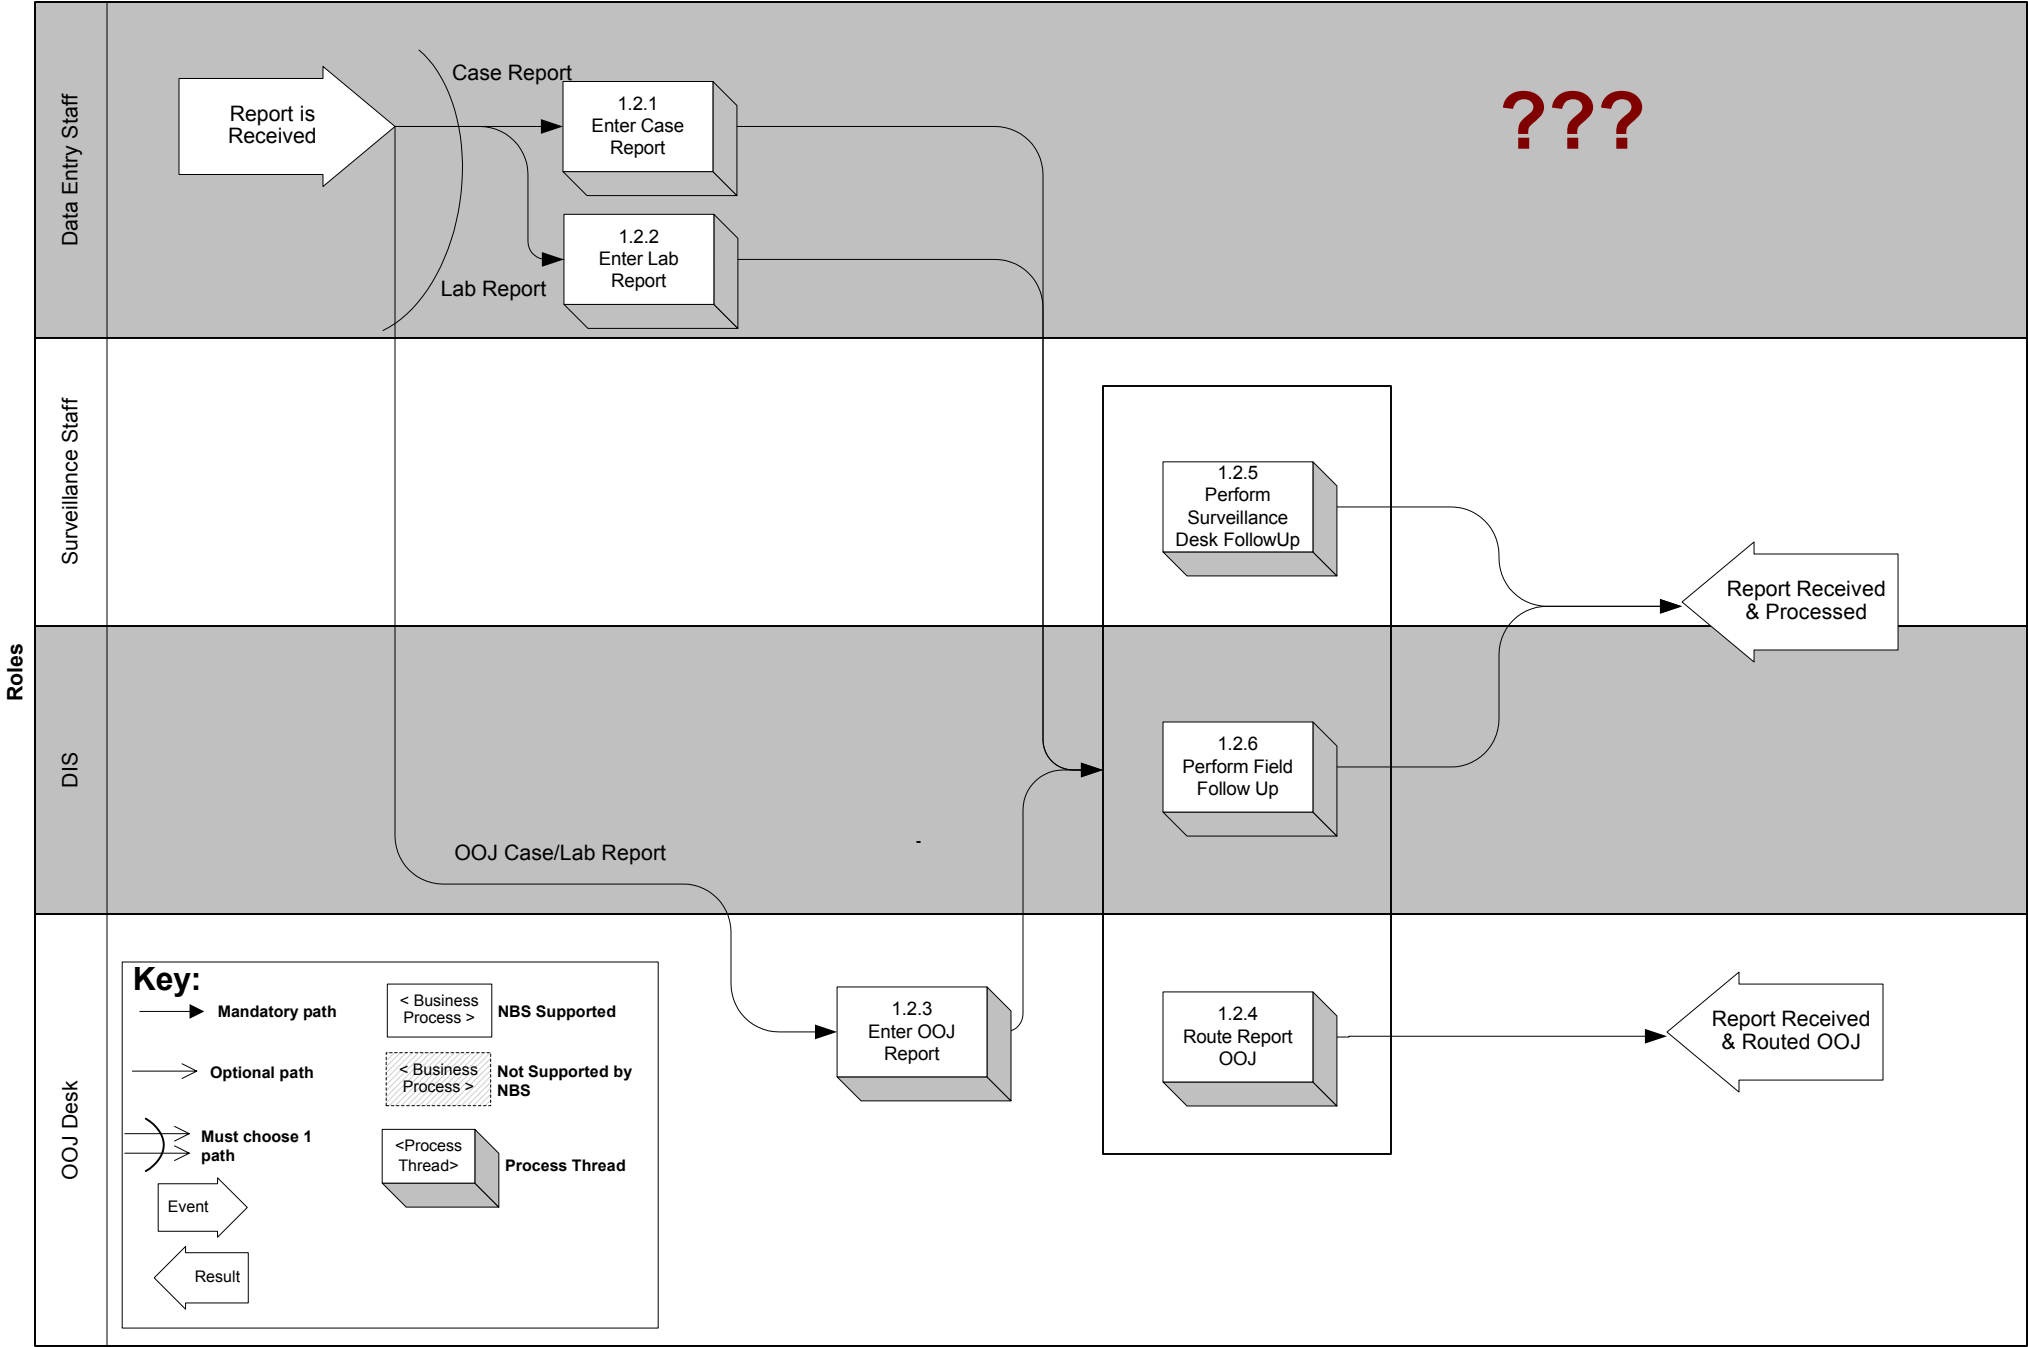 Roles
Data Entry Staff
Report is
Received
Case Report
1.2.1
Enter Case
Report
1.2.2
Enter Lab
Report
Lab Report
???
Surveillance Staff
1.2.5
Perform
Surveillance
Desk FollowUp
Report Received
& Processed
DIS
1.2.6
Perform Field
Follow Up
OOJ Case/Lab Report
-
OOJ Desk
1.2.3
Enter OOJ
Report
1.2.4
Route Report
OOJ
Report Received
& Routed OOJ
Key:
Mandatory path
< Business
Process >
NBS Supported
Optional path
< Business
Process >
Not Supported by
NBS
Must choose 1
path
<Process
Thread>
Process Thread
Event
Result